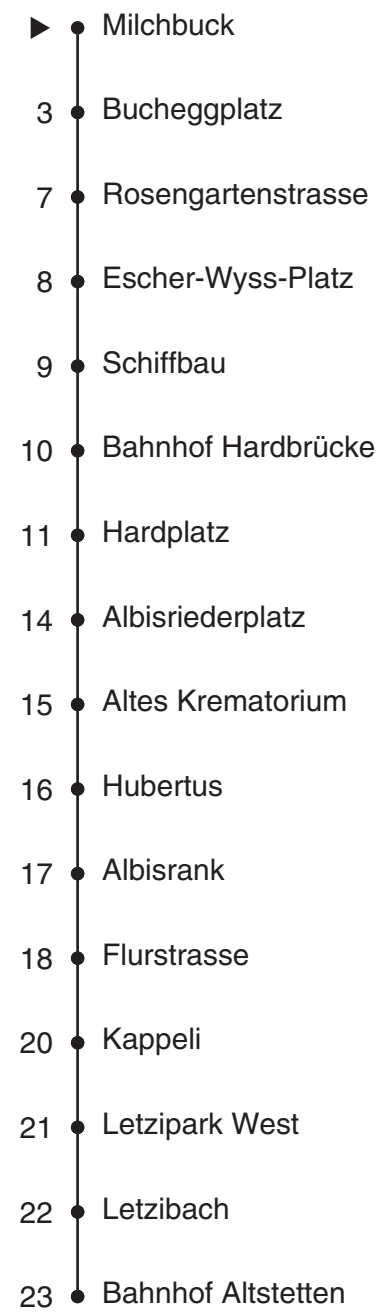 Milchbuck
3 Bucheggplatz
7 Rosengartenstrasse
8 Escher-Wyss-Platz
9 Schiffbau
10 Bahnhof Hardbrücke
11 Hardplatz
14 Albisriederplatz
15 Altes Krematorium
16 Hubertus
17 Albisrank
18 Flurstrasse
20 Kappeli
21 Letzipark West
22 Letzibach
23 Bahnhof Altstetten